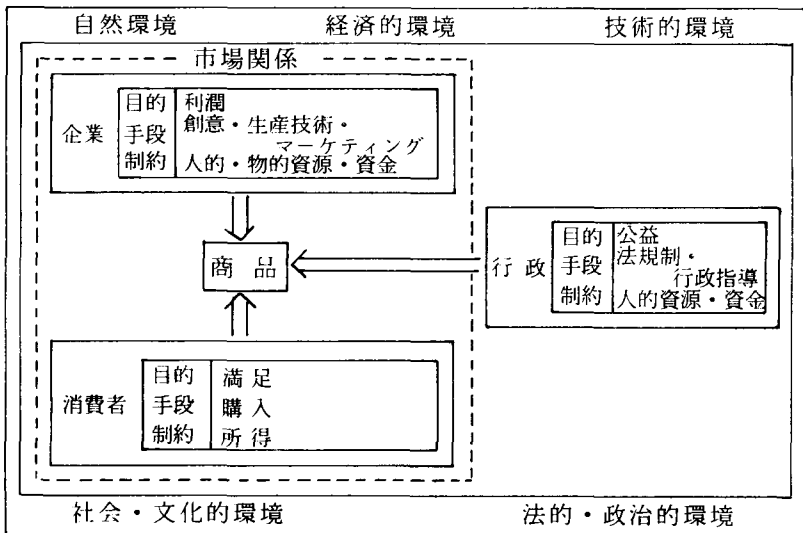 自然環境 経済的環境 技術的環境
市場関係
企業
目的 利潤
手段 創意・生産技術・
マーケティング
制約 人的・物的資源・資金
商品
行政
目的 公益
手段 法規制・
行政指導
制約 人的資源・資金
消費者
目的 満足
手段 購入
制約 所得
社会・文化的環境 法的・政治的環境